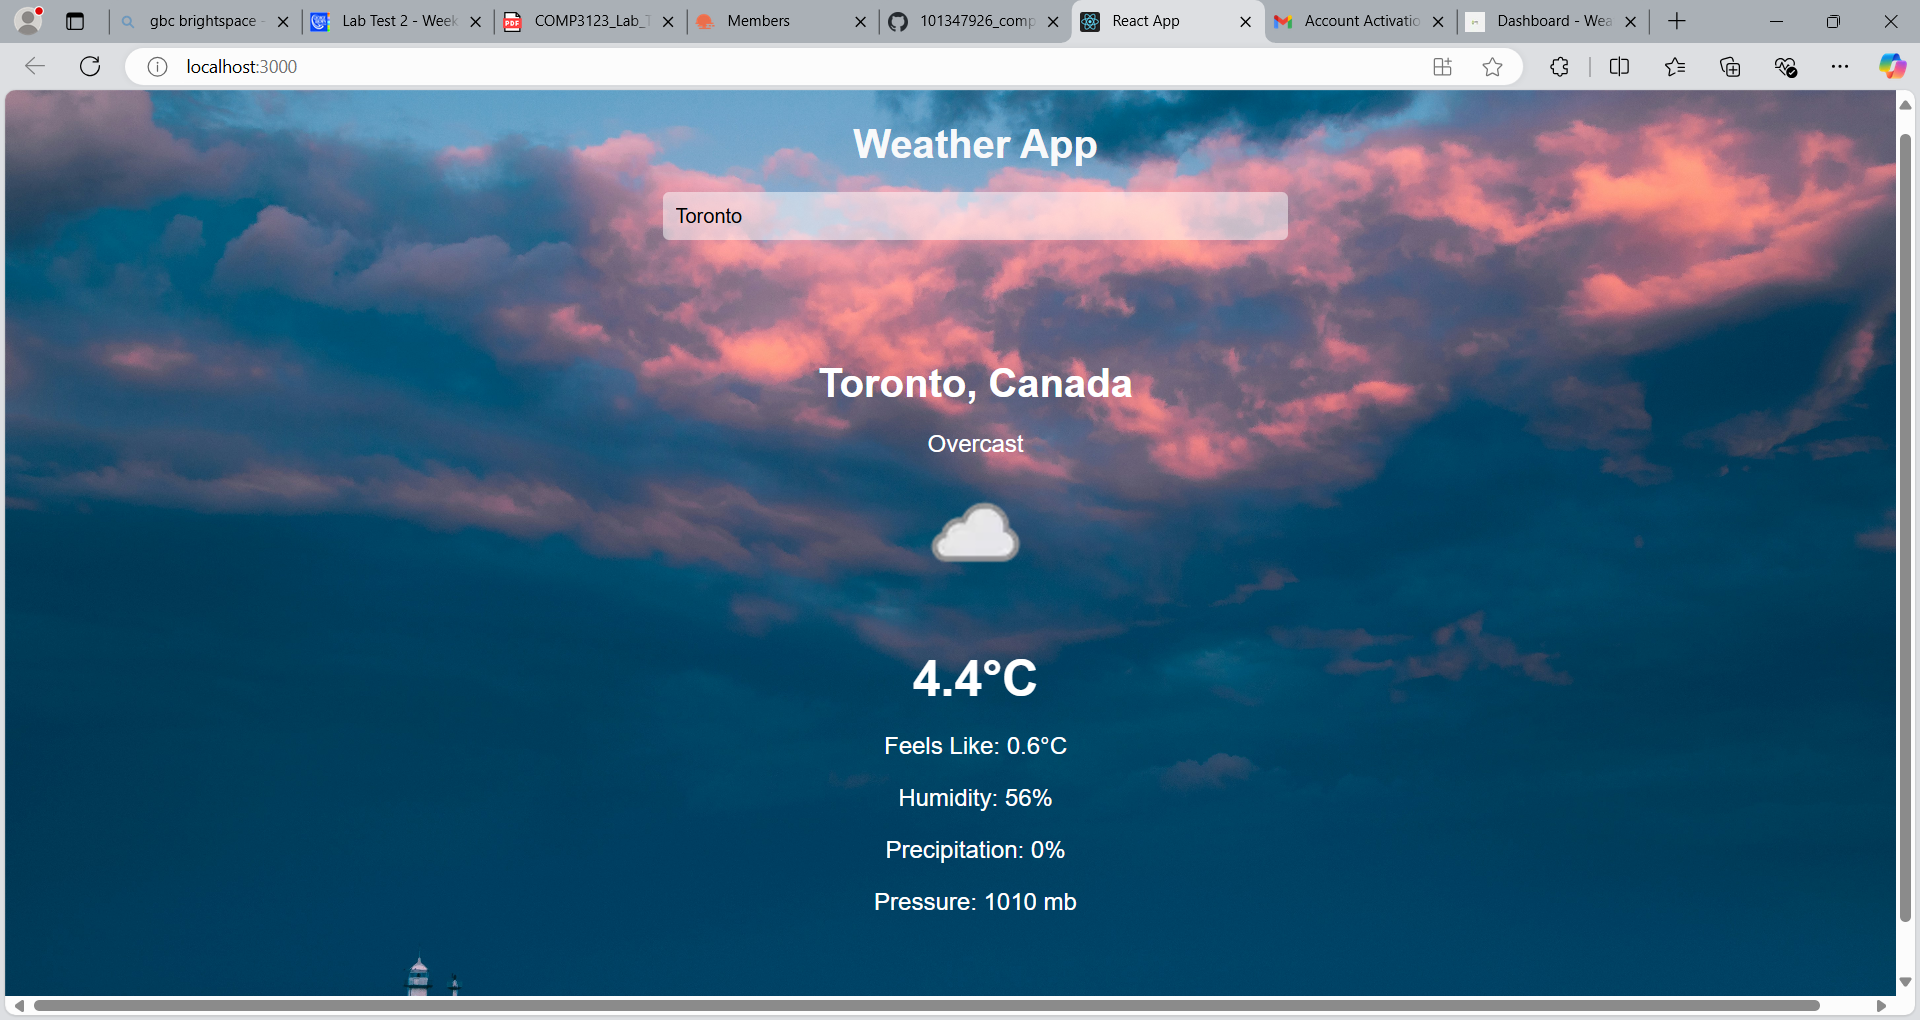 gbc brightspace -
Lab Test 2 - Week
COMP3123_Lab_T
Members
101347926_comp
React App
Account Activatio
Dashboard - Wea
localhost:3000
Weather App
Toronto
Toronto, Canada
Overcast
4.4°C
Feels Like: 0.6°C
Humidity: 56%
Precipitation: 0%
Pressure: 1010 mb